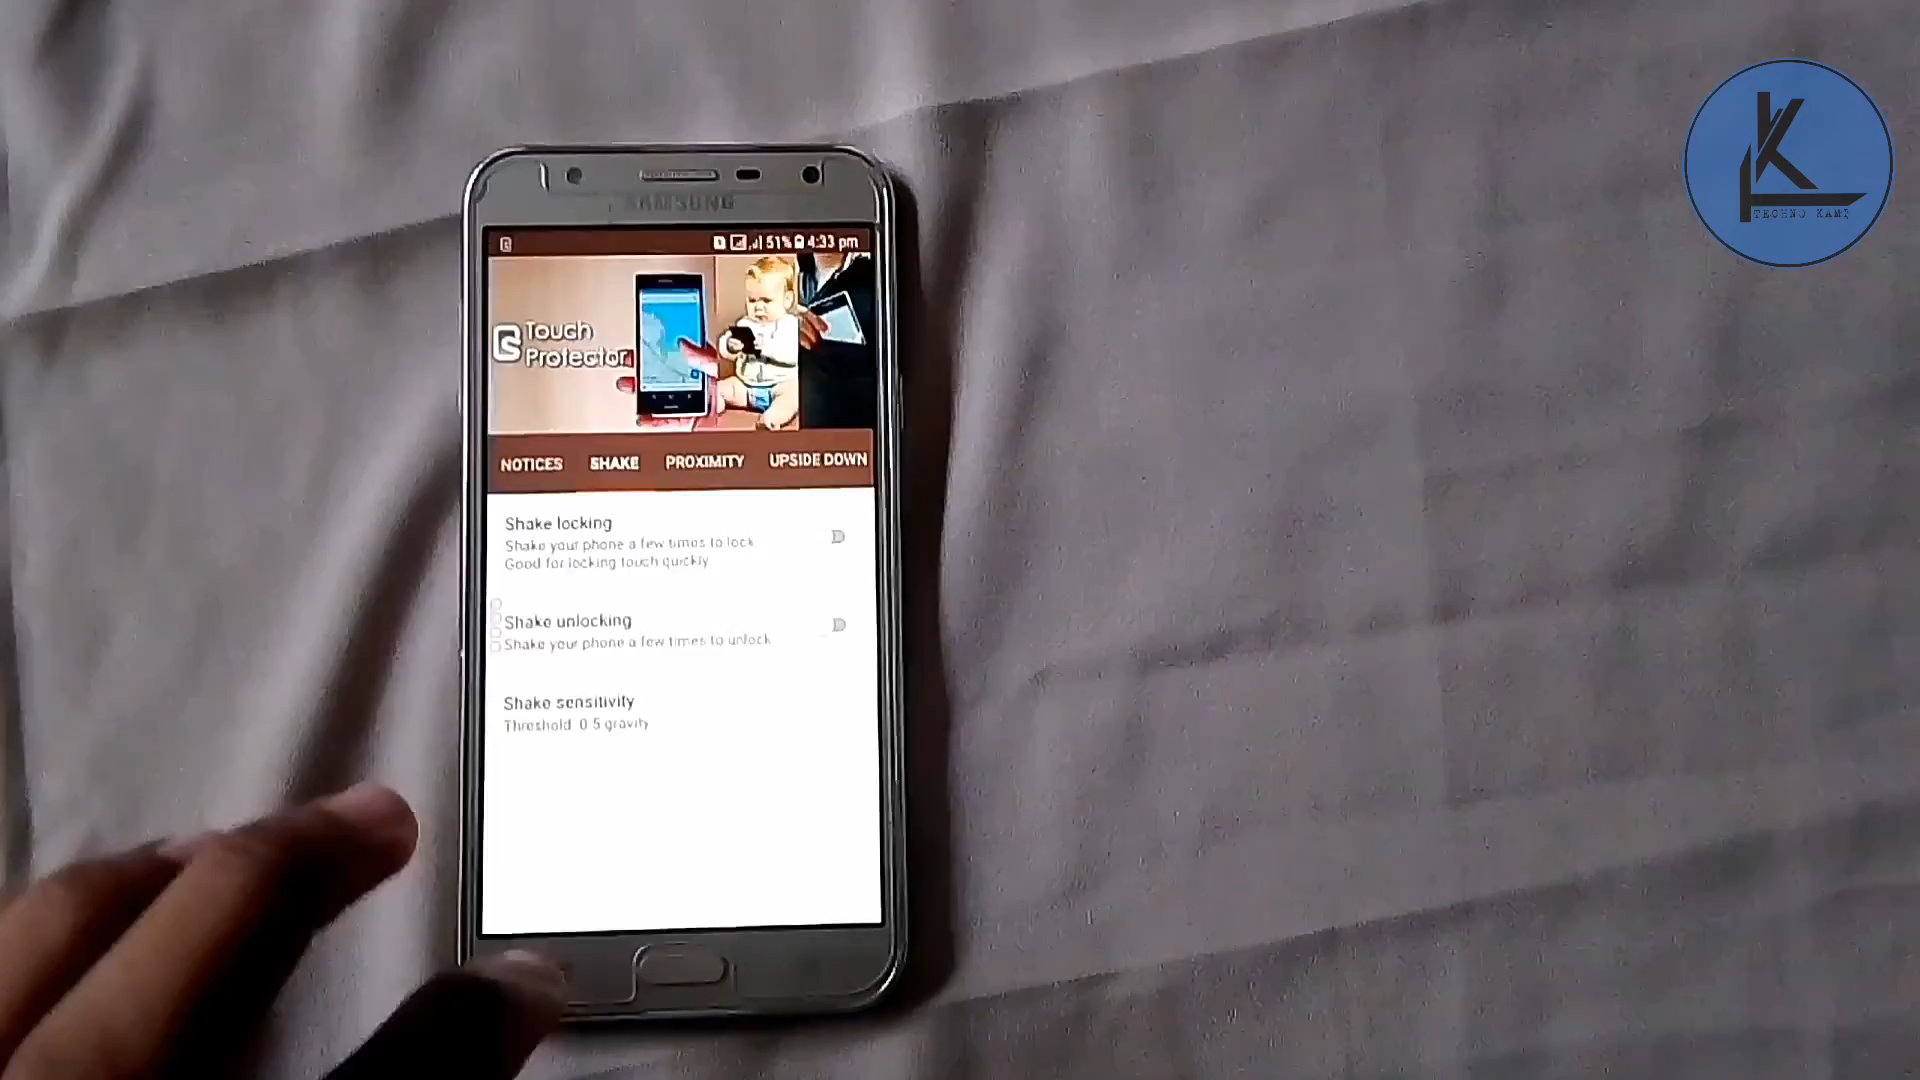 SAMSUNG
51% 4:33 pm
Touch
Protector
NOTICES SHAKE PROXIMITY UPSIDE DOWN
Shake locking
Shake your phone a few times to lock
Good for locking touch quickly
Shake unlocking
Shake your phone a few times to unlock
Shake sensitivity
Threshold 0.5 gravity
TECHNO KAMI